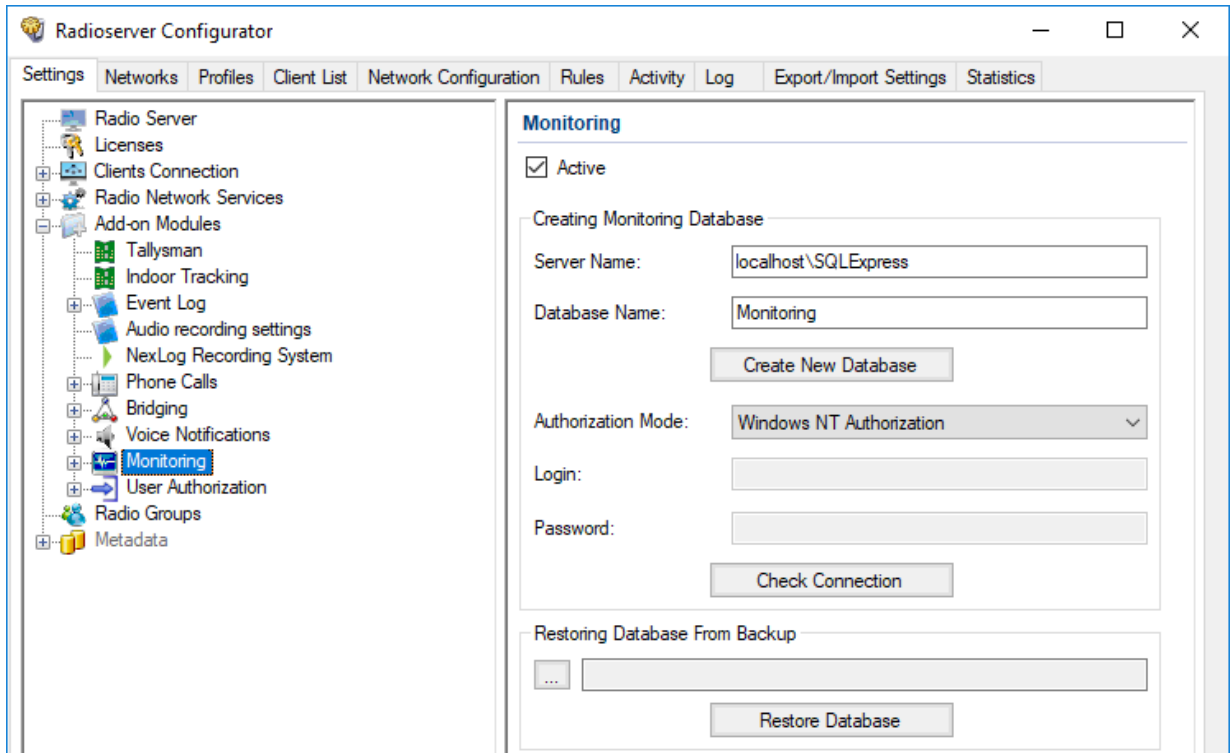 Radioserver Configurator
Settings Networks Profiles Client List Network Configuration Rules Activity Log Export/Import Settings Statistics
Radio Server
Licenses
Clients Connection
Radio Network Services
Add-on Modules
Tallysman
Indoor Tracking
Event Log
Audio recording settings
NexLog Recording System
Phone Calls
Bridging
Voice Notifications
Monitoring
User Authorization
Radio Groups
Metadata
Monitoring
Active
Creating Monitoring Database
Server Name: localhost\SQLExpress
Database Name: Monitoring
Create New Database
Authorization Mode: Windows NT Authorization
Login:
Password:
Check Connection
Restoring Database From Backup
...
Restore Database